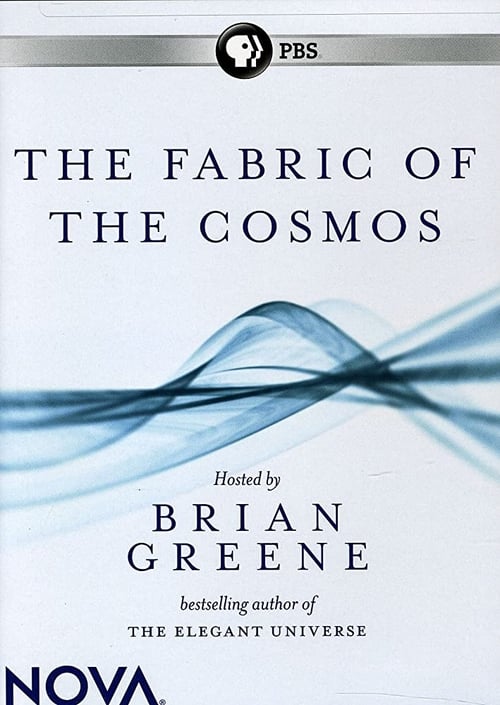 PBS
THE FABRIC OF
THE COSMOS
Hosted by
BRIAN
GREENE
bestselling author of
THE ELEGANT UNIVERSE
NOVA®